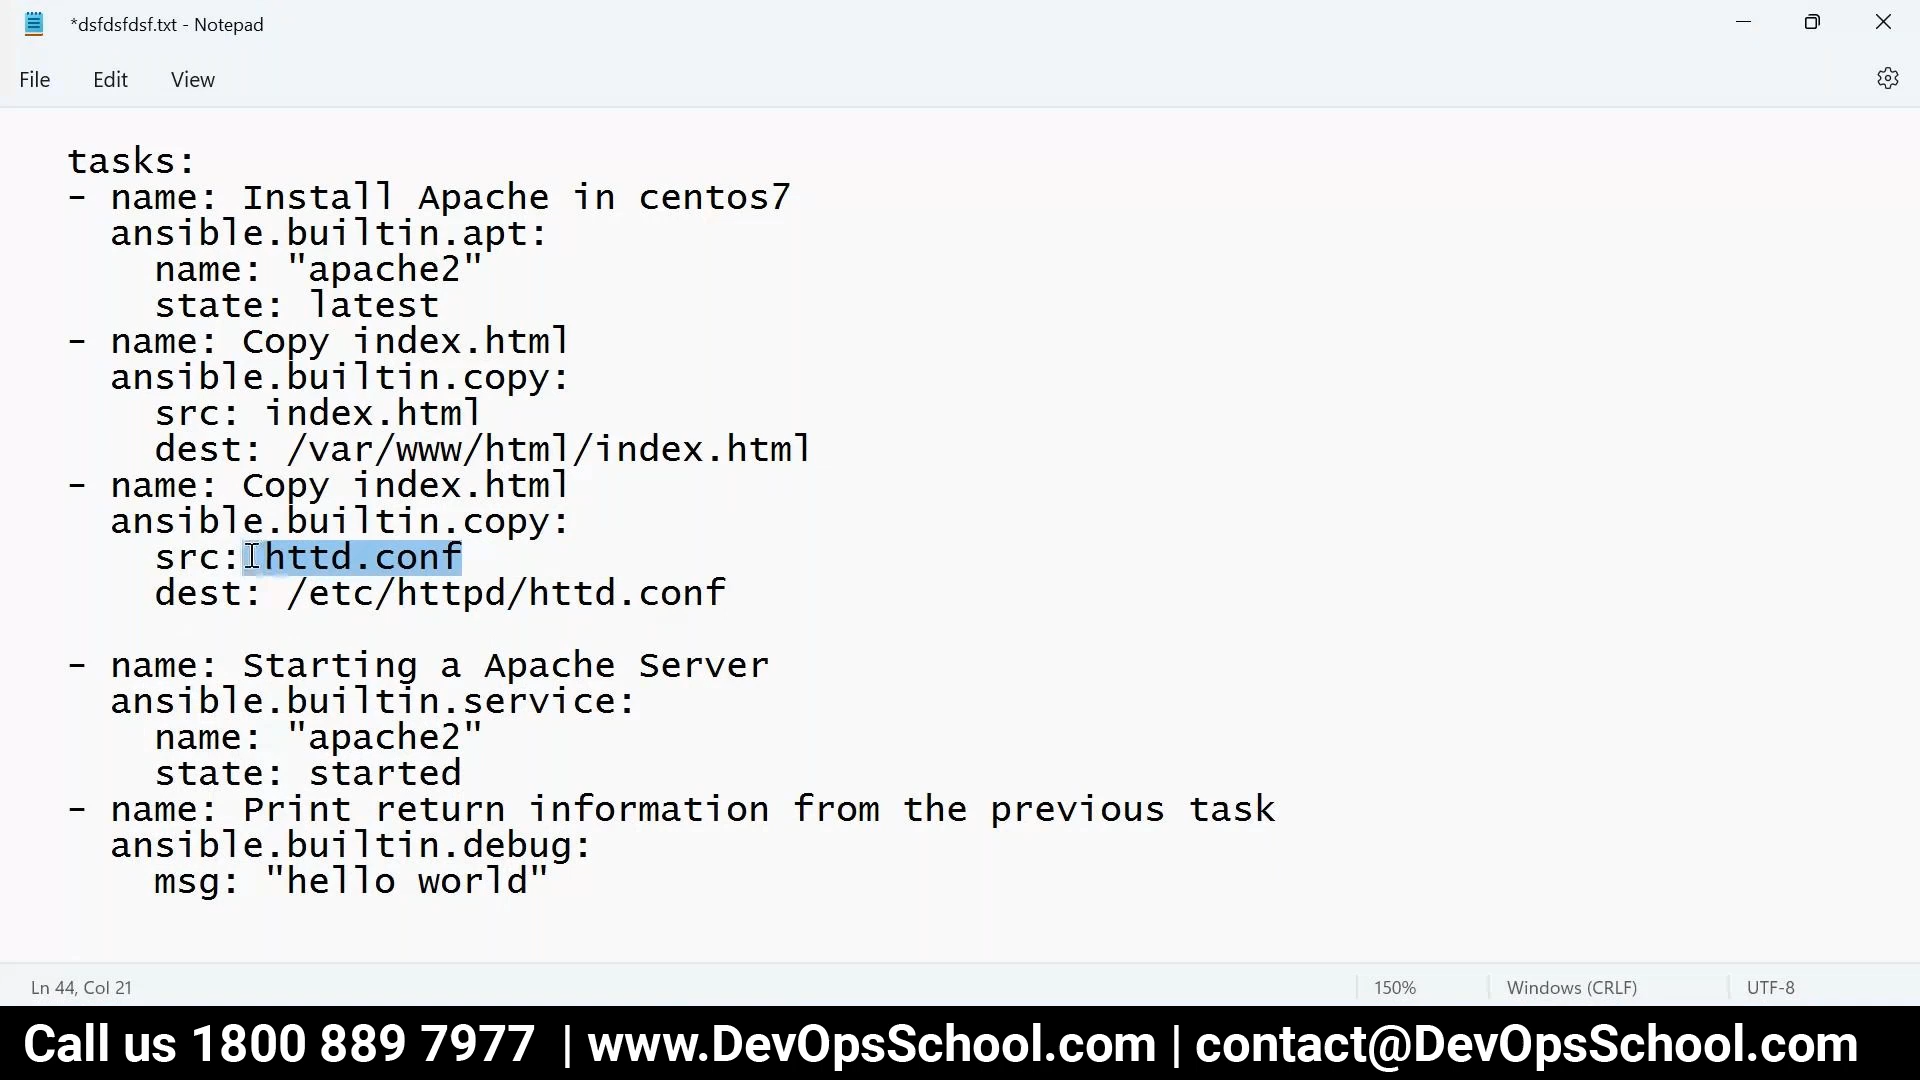 *dsfdsfdsf.txt - Notepad
File Edit View
tasks:
- name: Install Apache in centos7
ansible.builtin.apt:
name: "apache2"
state: latest
- name: Copy index.html
ansible.builtin.copy:
src: index.html
dest: /var/www/html/index.html
- name: Copy index.html
ansible.builtin.copy:
src: httd.conf
dest: /etc/httpd/httd.conf
- name: Starting a Apache Server
ansible.builtin.service:
name: "apache2"
state: started
- name: Print return information from the previous task
ansible.builtin.debug:
msg: "hello world"
Ln 44, Col 21 150% Windows (CRLF) UTF-8
Call us 1800 889 7977 | www.DevOpsSchool.com | contact@DevOpsSchool.com